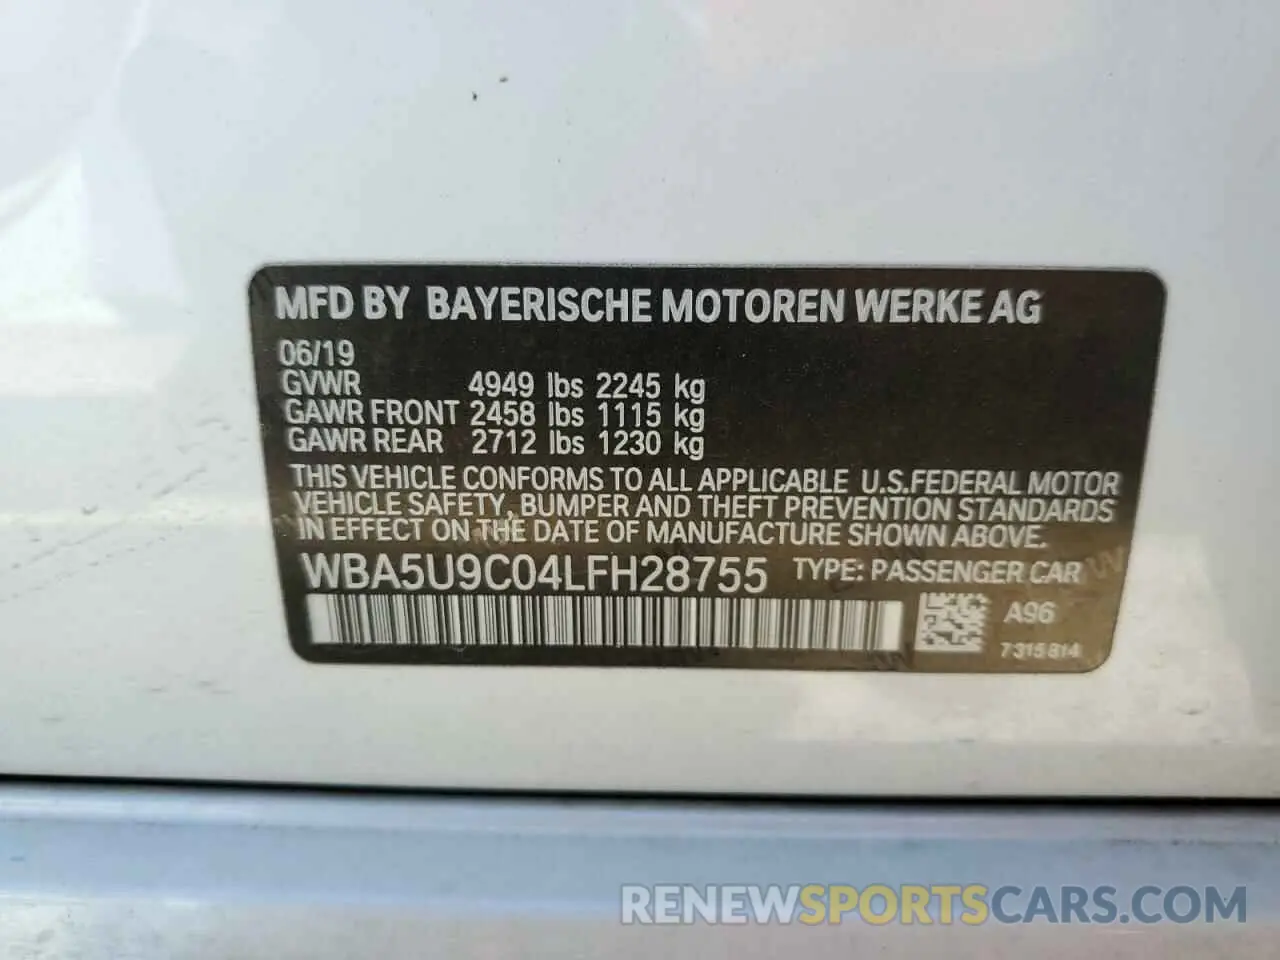 MFD BY BAYERISCHE MOTOREN WERKE AG
06/19
GVWR 4949 lbs 2245 kg
GAWR FRONT 2458 lbs 1115 kg
GAWR REAR 2712 lbs 1230 kg
THIS VEHICLE CONFORMS TO ALL APPLICABLE U.S.FEDERAL MOTOR
VEHICLE SAFETY, BUMPER AND THEFT PREVENTION STANDARDS
IN EFFECT ON THE DATE OF MANUFACTURE SHOWN ABOVE.
WBA5U9C04LFH28755 TYPE: PASSENGER CAR
A96
7315814
RENEWSPORTSCARS.COM